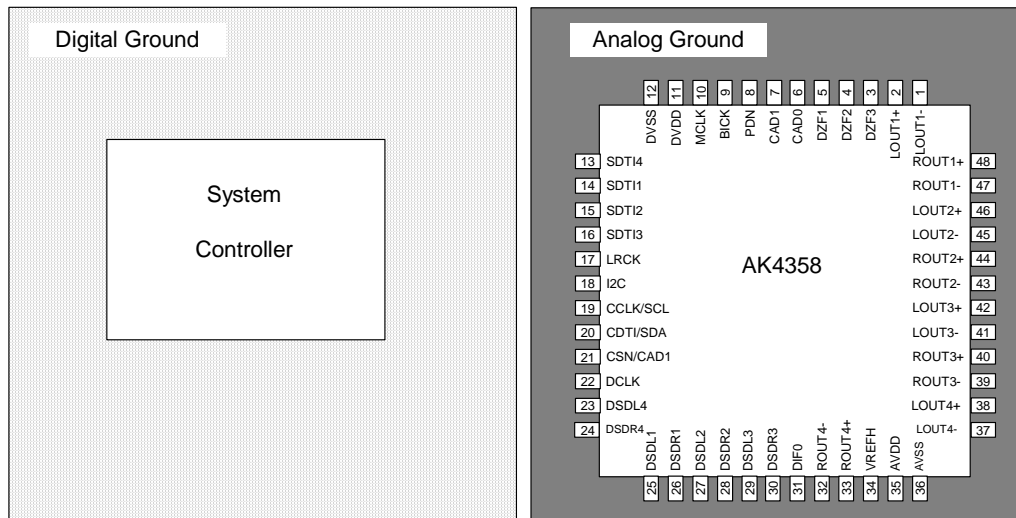 Digital Ground
System
Controller
Analog Ground
AK4358
12 DVSS
11 DVDD
10 MCLK
9 BICK
8 PDN
7 CAD1
6 CAD0
5 DZF1
4 DZF2
3 DZF3
2 LOUT1+
1 LOUT1-
13 SDTI4
14 SDTI1
15 SDTI2
16 SDTI3
17 LRCK
18 I2C
19 CCLK/SCL
20 CDTI/SDA
21 CSN/CAD1
22 DCLK
23 DSDL4
24 DSDR4
25 DSDL1
26 DSDR1
27 DSDL2
28 DSDR2
29 DSDL3
30 DSDR3
31 DIF0
32 ROUT4-
33 ROUT4+
34 VREFH
35 AVDD
36 AVSS
ROUT1+ 48
ROUT1- 47
LOUT2+ 46
LOUT2- 45
ROUT2+ 44
ROUT2- 43
LOUT3+ 42
LOUT3- 41
ROUT3+ 40
ROUT3- 39
LOUT4+ 38
LOUT4- 37